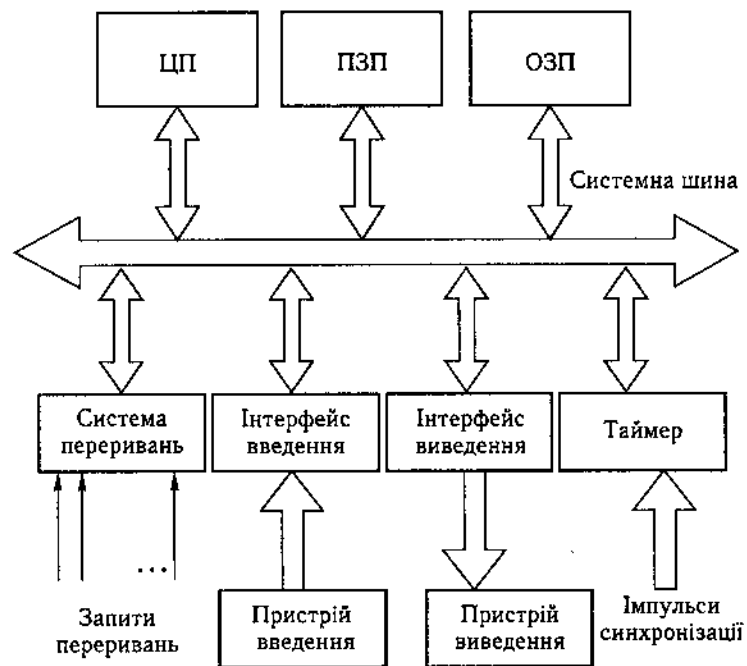 ЦП
ПЗП
ОЗП
Системна шина
Система
переривань
Інтерфейс
введення
Інтерфейс
виведення
Таймер
...
Запити
переривань
Пристрій
введення
Пристрій
виведення
Імпульси
синхронізації